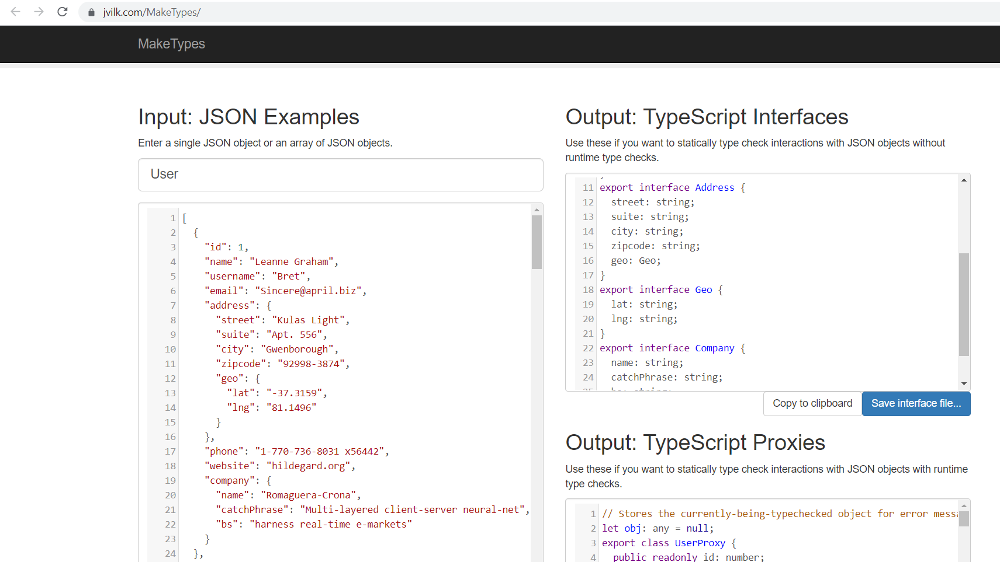 jvilk.com/MakeTypes/
MakeTypes
Input: JSON Examples
Enter a single JSON object or an array of JSON objects.
User
1 [
2 {
3 "id": 1,
4 "name": "Leanne Graham",
5 "username": "Bret",
6 "email": "Sincere@april.biz",
7 "address": {
8 "street": "Kulas Light",
9 "suite": "Apt. 556",
10 "city": "Gwenborough",
11 "zipcode": "92998-3874",
12 "geo": {
13 "lat": "-37.3159",
14 "lng": "81.1496"
15 }
16 },
17 "phone": "1-770-736-8031 x56442",
18 "website": "hildegard.org",
19 "company": {
20 "name": "Romaguera-Crona",
21 "catchPhrase": "Multi-layered client-server neural-net",
22 "bs": "harness real-time e-markets"
23 }
24 },
Output: TypeScript Interfaces
Use these if you want to statically type check interactions with JSON objects without
runtime type checks.
11 export interface Address {
12 street: string;
13 suite: string;
14 city: string;
15 zipcode: string;
16 geo: Geo;
17 }
18 export interface Geo {
19 lat: string;
20 lng: string;
21 }
22 export interface Company {
23 name: string;
24 catchPhrase: string;
Copy to clipboard
Save interface file...
Output: TypeScript Proxies
Use these if you want to statically type check interactions with JSON objects with runtime
type checks.
1 // Stores the currently-being-typechecked object for error
2 let obj: any = null;
3 export class UserProxy {
4 public readonly id: number;